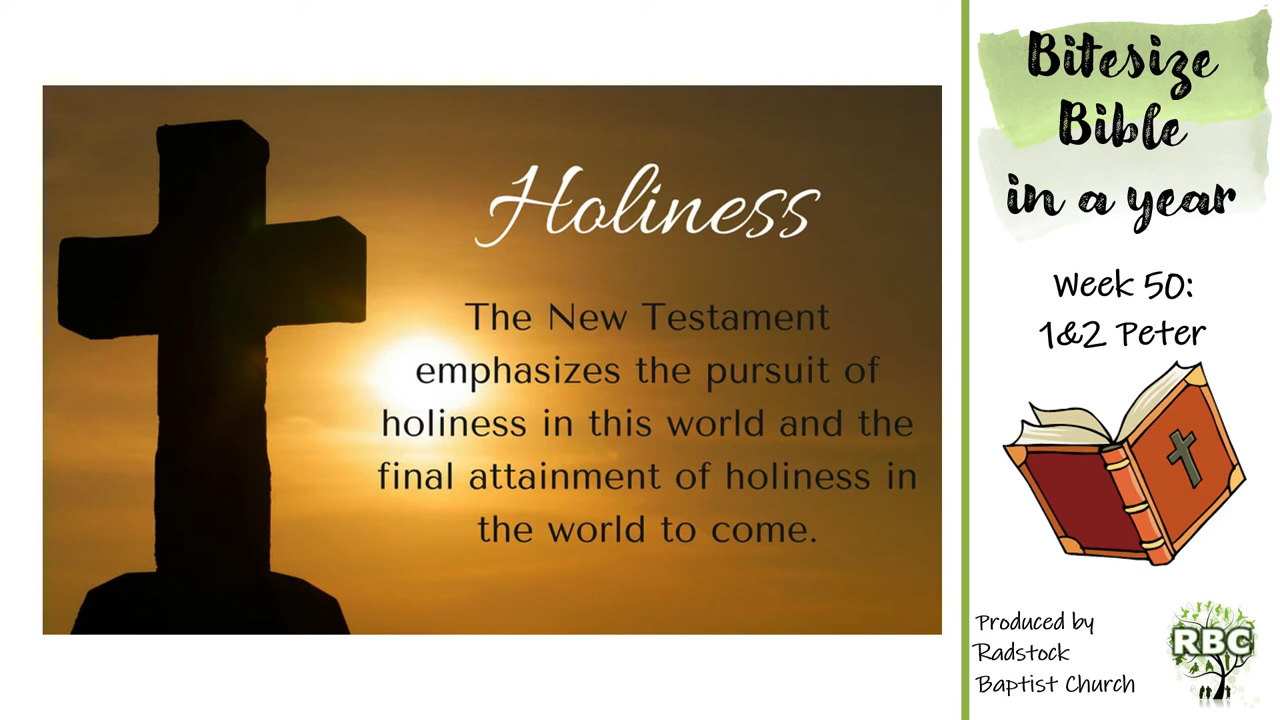 Holiness
The New Testament
emphasizes the pursuit of
holiness in this world and the
final attainment of holiness in
the world to come.
Bitesize
Bible
in a year
Week 50:
1&2 Peter
Produced by
Radstock
Baptist Church
RBC